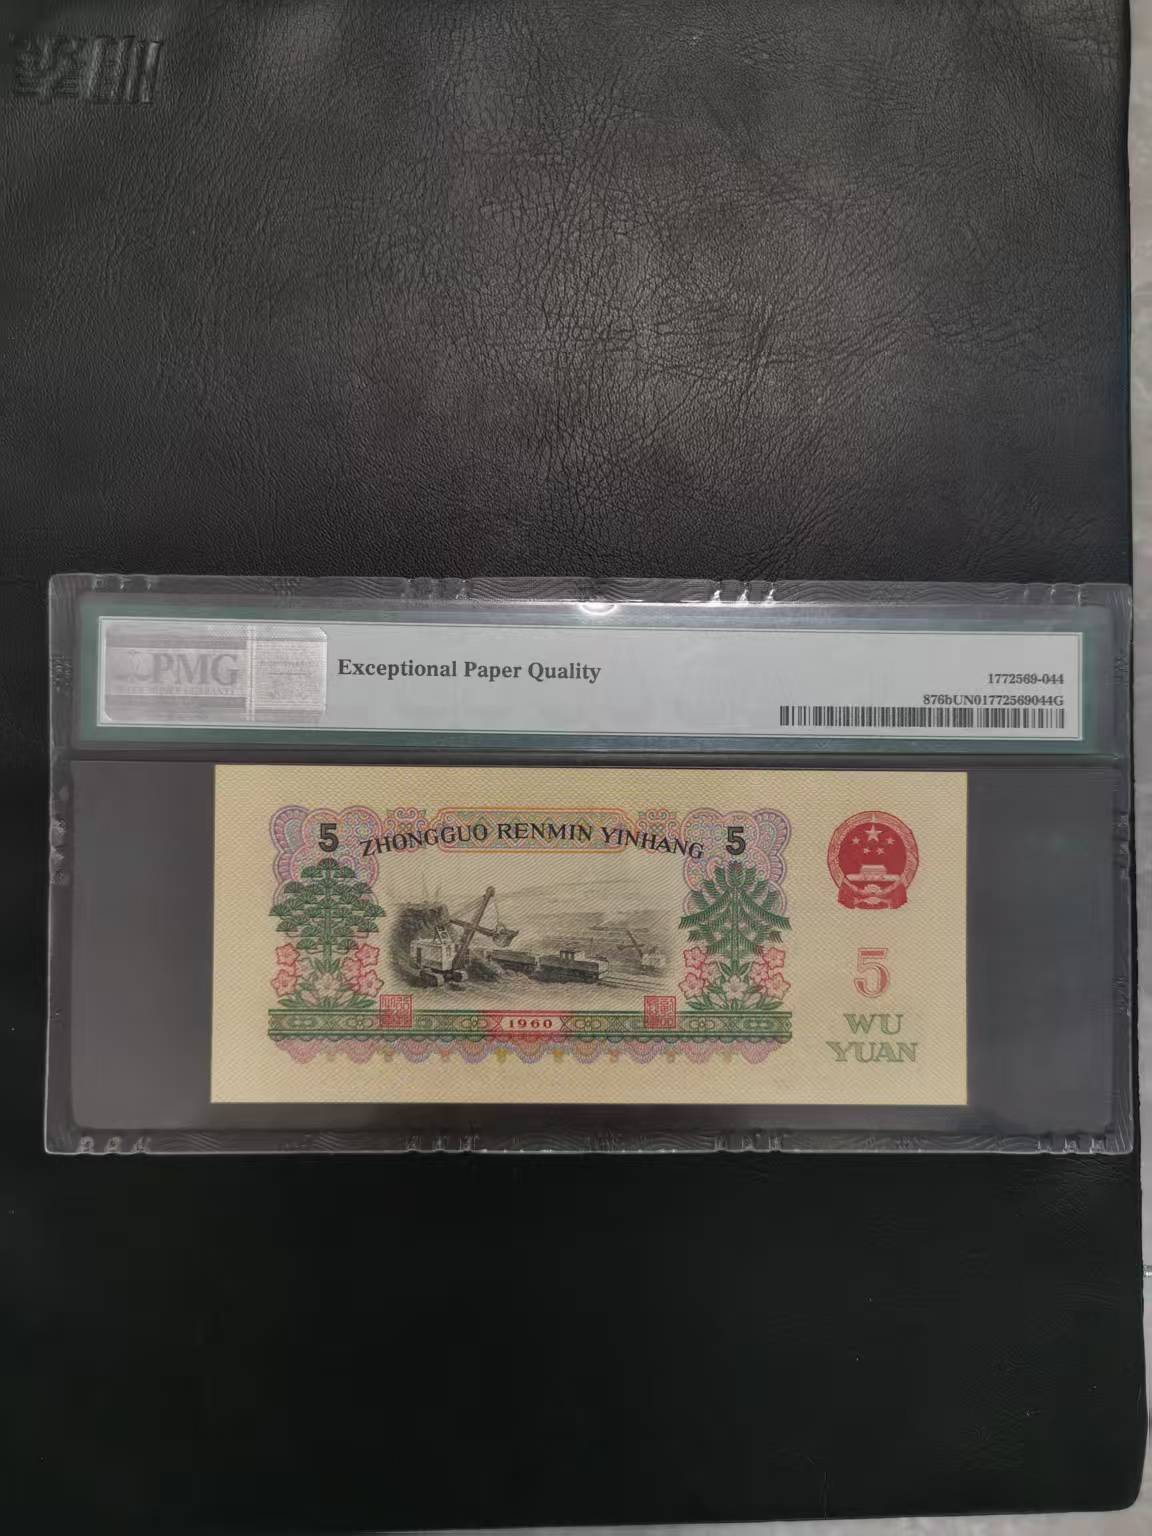 PMG
Exceptional Paper Quality
1772569-044
876bUN01772569044G
5
ZHONGGUO RENMIN YINHANG
5
5
1960
WU
YUAN